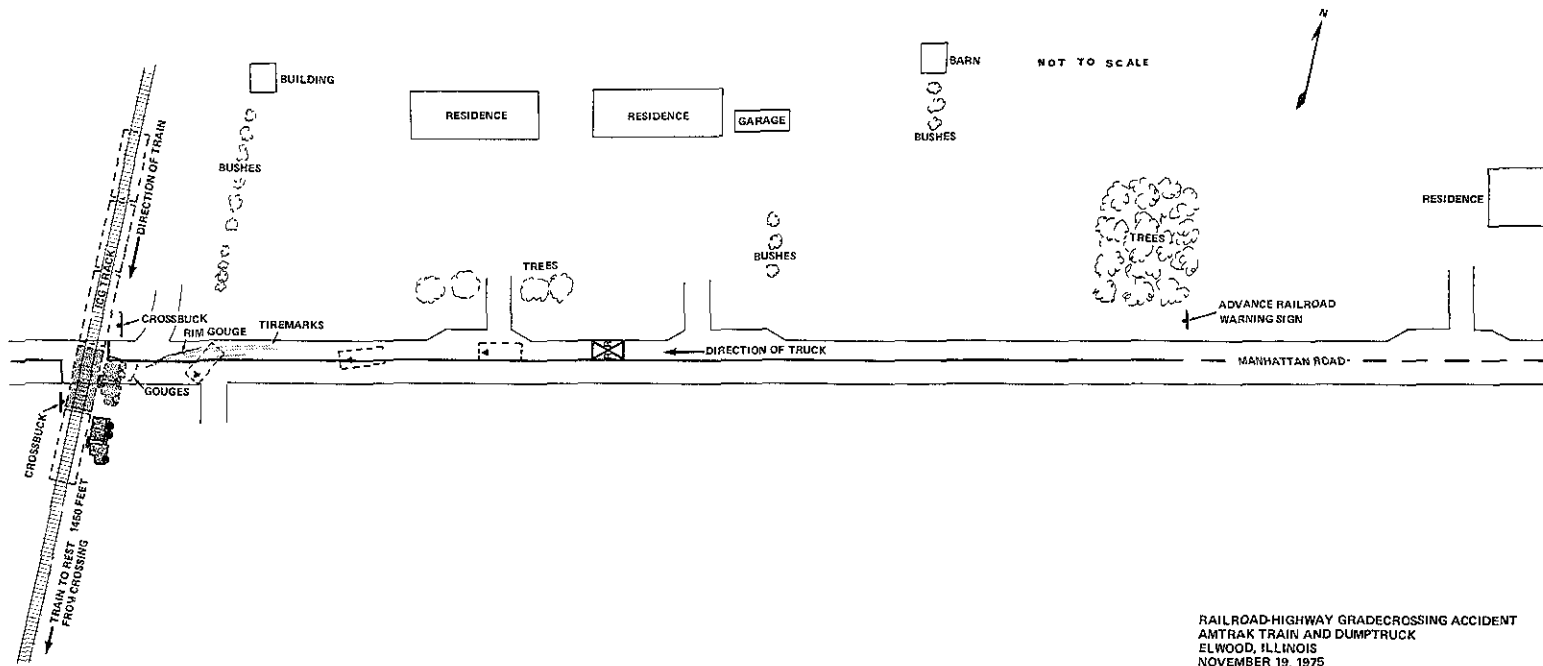 N
BUILDING
BARN
NOT TO SCALE
RESIDENCE
RESIDENCE
GARAGE
BUSHES
DIRECTION OF TRAIN
BUSHES
RESIDENCE
TREES
BUSHES
TREES
ICG TRACK
CROSSBUCK
ADVANCE RAILROAD
WARNING SIGN
RIM GOUGE
TIREMARKS
DIRECTION OF TRUCK
MANHATTAN ROAD
GOUGES
CROSSBUCK
TRAIN TO REST 1450 FEET
FROM CROSSING
RAILROAD-HIGHWAY GRADECROSSING ACCIDENT
AMTRAK TRAIN AND DUMPTRUCK
ELWOOD, ILLINOIS
NOVEMBER 19, 1975